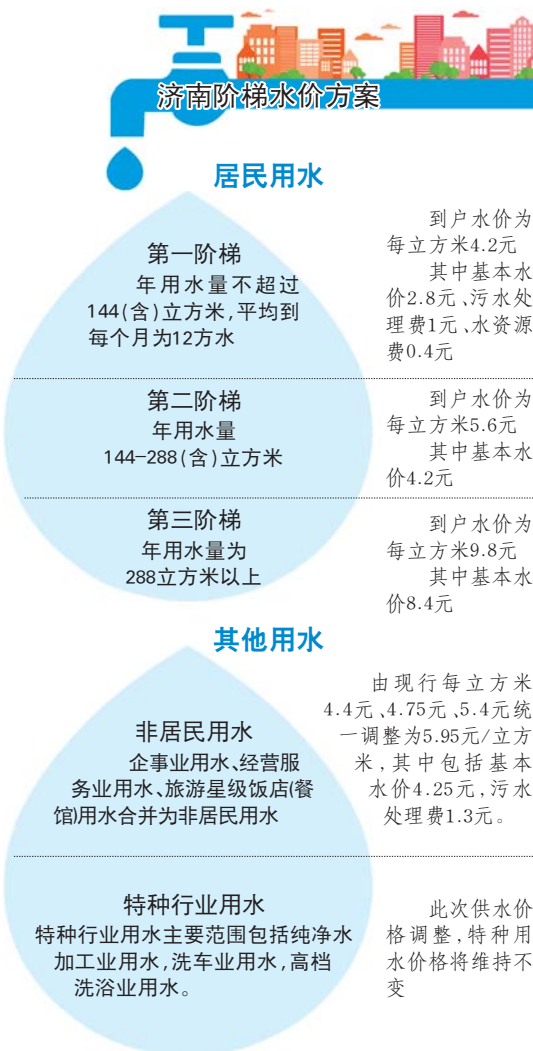 济南阶梯水价方案
居民用水
第一阶梯
年用水量不超过
144(含)立方米,平均到
每个月为12方水
到户水价为
每立方米4.2元
其中基本水
价2.8元、污水处
理费1元、水资源
费0.4元
第二阶梯
年用水量
144-288(含)立方米
到户水价为
每立方米5.6元
其中基本水
价4.2元
第三阶梯
年用水量为
288立方米以上
到户水价为
每立方米9.8元
其中基本水
价8.4元
其他用水
非居民用水
企事业用水、经营服
务业用水、旅游星级饭店(餐
馆)用水合并为非居民用水
由现行每立方米
4.4元、4.75元、5.4元统
一调整为5.95元/立方
米,其中包括基本
水价4.25元,污水
处理费1.3元。
特种行业用水
特种行业用水主要范围包括纯净水
加工业用水,洗车业用水,高档
洗浴业用水。
此次供水价
格调整,特种用
水价格将维持不
变